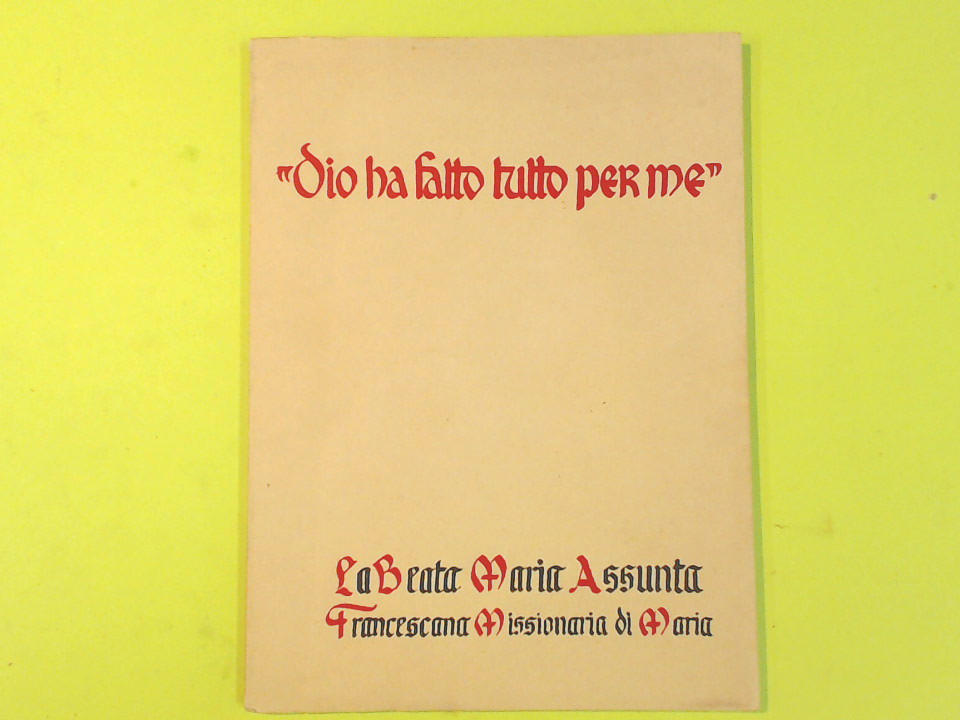 "Dio ha fatto tutto per me"
La Beata Maria Assunta
Francescana Missionaria di Maria